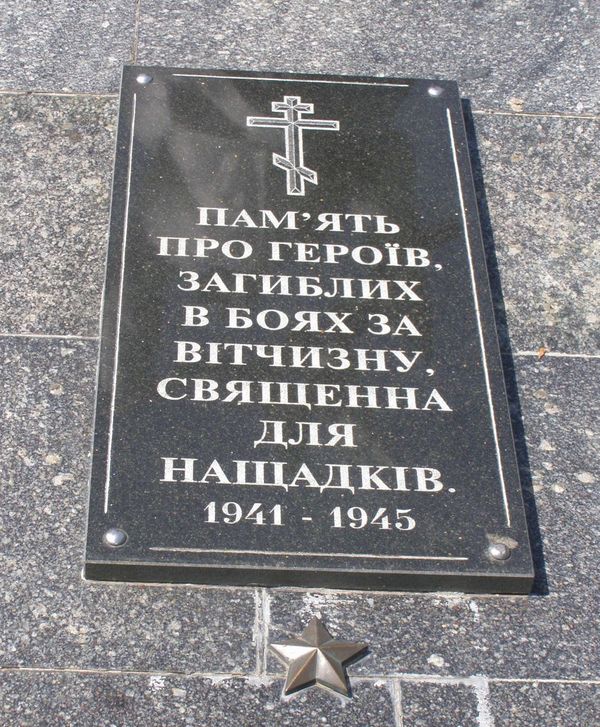 ПАМ'ЯТЬ
ПРО ГЕРОЇВ,
ЗАГИБЛИХ
В БОЯХ ЗА
ВІТЧИЗНУ,
СВЯЩЕННА
ДЛЯ
НАЩАДКІВ.
1941 - 1945